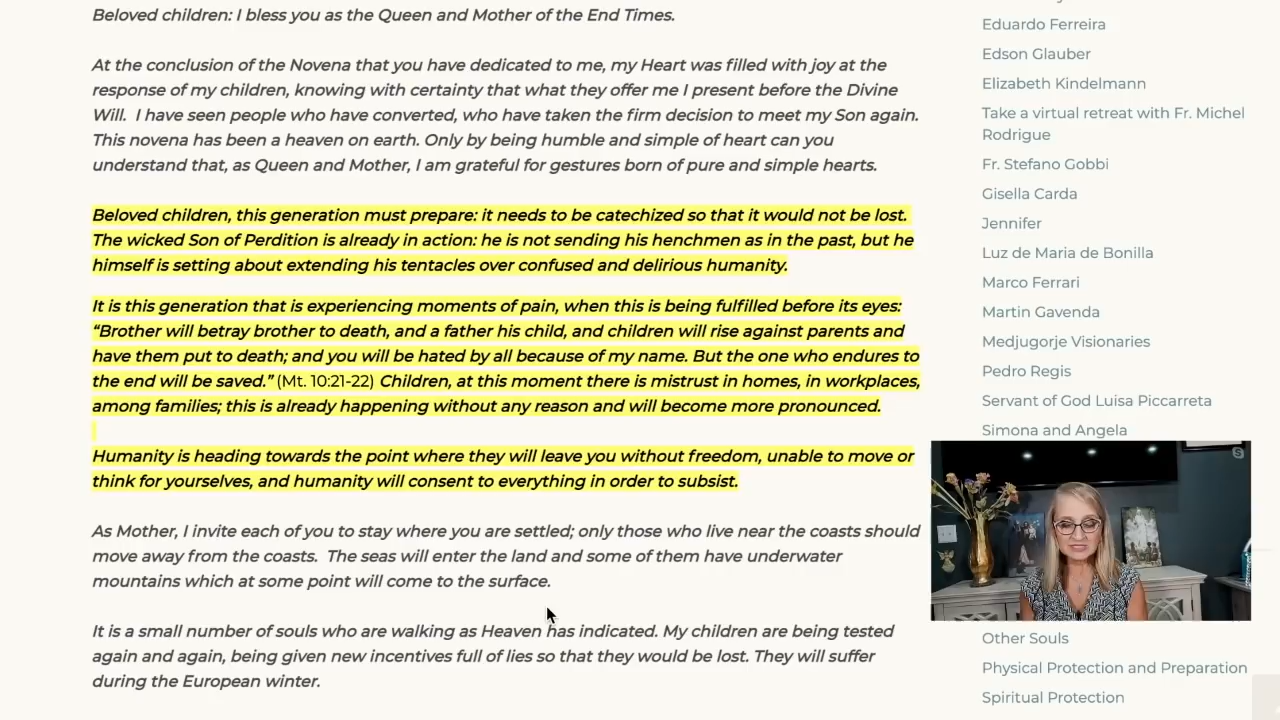 Beloved children: I bless you as the Queen and Mother of the End Times.
At the conclusion of the Novena that you have dedicated to me, my Heart was filled with joy at the
response of my children, knowing with certainty that what they offer me I present before the Divine
Will.  I have seen people who have converted, who have taken the firm decision to meet my Son again.
This novena has been a heaven on earth. Only by being humble and simple of heart can you
understand that, as Queen and Mother, I am grateful for gestures born of pure and simple hearts.
Beloved children, this generation must prepare: it needs to be catechized so that it would not be lost.
The wicked Son of Perdition is already in action: he is not sending his henchmen as in the past, but he
himself is setting about extending his tentacles over confused and delirious humanity.
It is this generation that is experiencing moments of pain, when this is being fulfilled before its eyes:
“Brother will betray brother to death, and a father his child, and children will rise against parents and
have them put to death; and you will be hated by all because of my name. But the one who endures to
the end will be saved.” (Mt. 10:21-22) Children, at this moment there is mistrust in homes, in workplaces,
among families; this is already happening without any reason and will become more pronounced.
Humanity is heading towards the point where they will leave you without freedom, unable to move or
think for yourselves, and humanity will consent to everything in order to subsist.
As Mother, I invite each of you to stay where you are settled; only those who live near the coasts should
move away from the coasts.  The seas will enter the land and some of them have underwater
mountains which at some point will come to the surface.
It is a small number of souls who are walking as Heaven has indicated. My children are being tested
again and again, being given new incentives full of lies so that they would be lost. They will suffer
during the European winter.
Eduardo Ferreira
Edson Glauber
Elizabeth Kindelmann
Take a virtual retreat with Fr. Michel
Rodrigue
Fr. Stefano Gobbi
Gisella Carda
Jennifer
Luz de Maria de Bonilla
Marco Ferrari
Martin Gavenda
Medjugorje Visionaries
Pedro Regis
Servant of God Luisa Piccarreta
Simona and Angela
Other Souls
Physical Protection and Preparation
Spiritual Protection